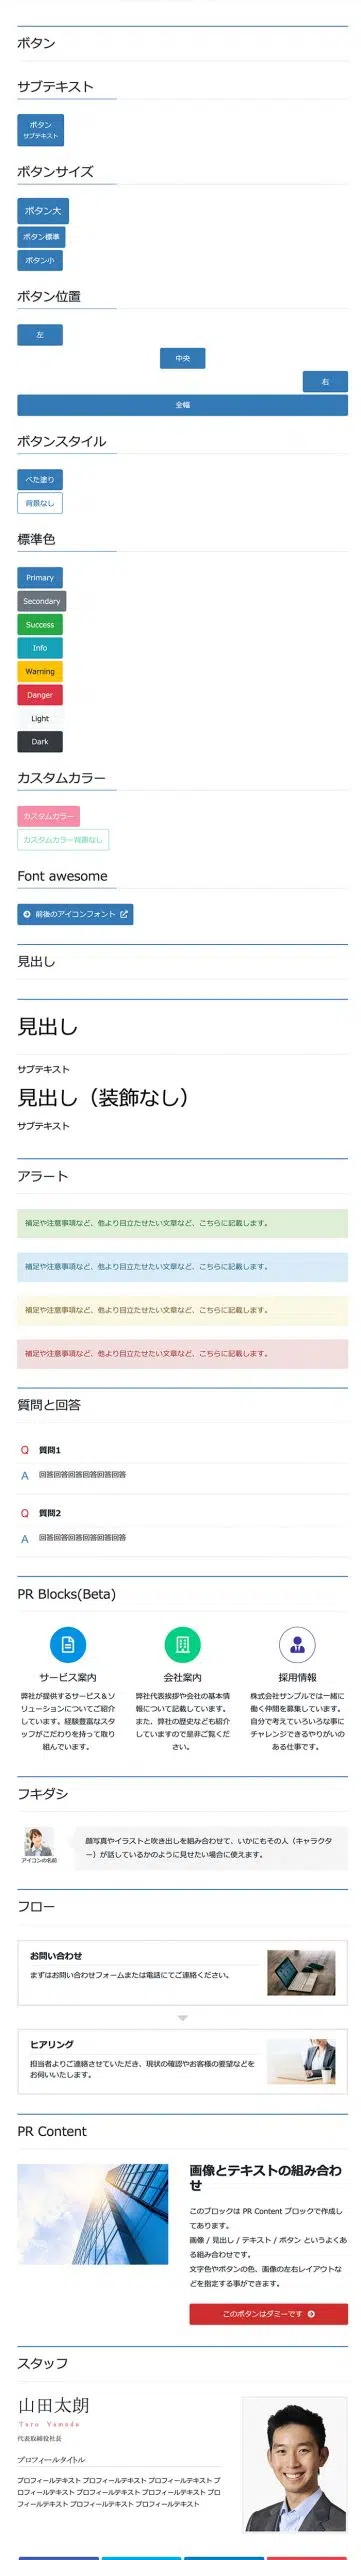 ボタン
サブテキスト
ボタン
サブテキスト
ボタンサイズ
ボタン大
ボタン標準
ボタン小
ボタン位置
左
中央
右
全幅
ボタンスタイル
べた塗り
背景なし
標準色
Primary
Secondary
Success
Info
Warning
Danger
Light
Dark
カスタムカラー
カスタムカラー
カスタムカラー背景なし
Font awesome
前後のアイコンフォント
見出し
見出し
サブテキスト
見出し（装飾なし）
サブテキスト
アラート
補足や注意事項など、他より目立たせたい文章など、こちらに記載します。
補足や注意事項など、他より目立たせたい文章など、こちらに記載します。
補足や注意事項など、他より目立たせたい文章など、こちらに記載します。
補足や注意事項など、他より目立たせたい文章など、こちらに記載します。
質問と回答
Q 質問1
A 回答回答回答回答回答回答
Q 質問2
A 回答回答回答回答回答回答
PR Blocks(Beta)
サービス案内
弊社が提供するサービス＆ソ
リューションについてご紹介
しています。経験豊富なスタ
ッフがこだわりを持って取り
組んでいます。
会社案内
弊社代表挨拶や会社の基本情
報について記載しています。
また、弊社の歴史なども紹介
していますので是非ご覧くだ
さい。
採用情報
株式会社サンプルでは一緒に
働く仲間を募集しています。
自分で考えていろいろな事に
チャレンジできるやりがいの
ある仕事です。
フキダシ
アイコンの名前
顔写真やイラストと吹き出しを組み合わせて、いかにもその人（キャラクタ
ー）が話しているかのように見せたい場合に使えます。
フロー
お問い合わせ
まずはお問い合わせフォームまたは電話にてご連絡ください。
ヒアリング
担当者よりご連絡させていただき、現状の確認やお客様の要望などを
お伺いいたします。
PR Content
画像とテキストの組み合わ
せ
このブロックは PR Content ブロックで作成し
てあります。
画像 / 見出し / テキスト / ボタン というよくあ
る組み合わせです。
文字色やボタンの色、画像の左右レイアウトな
どを指定する事ができます。
このボタンはダミーです
スタッフ
山田太朗
Taro Yamada
代表取締役社長
プロフィールタイトル
プロフィールテキスト プロフィールテキスト プロフィールテキスト プ
ロフィールテキスト プロフィールテキスト プロフィールテキスト プロ
フィールテキスト プロフィールテキスト プロフィールテキスト